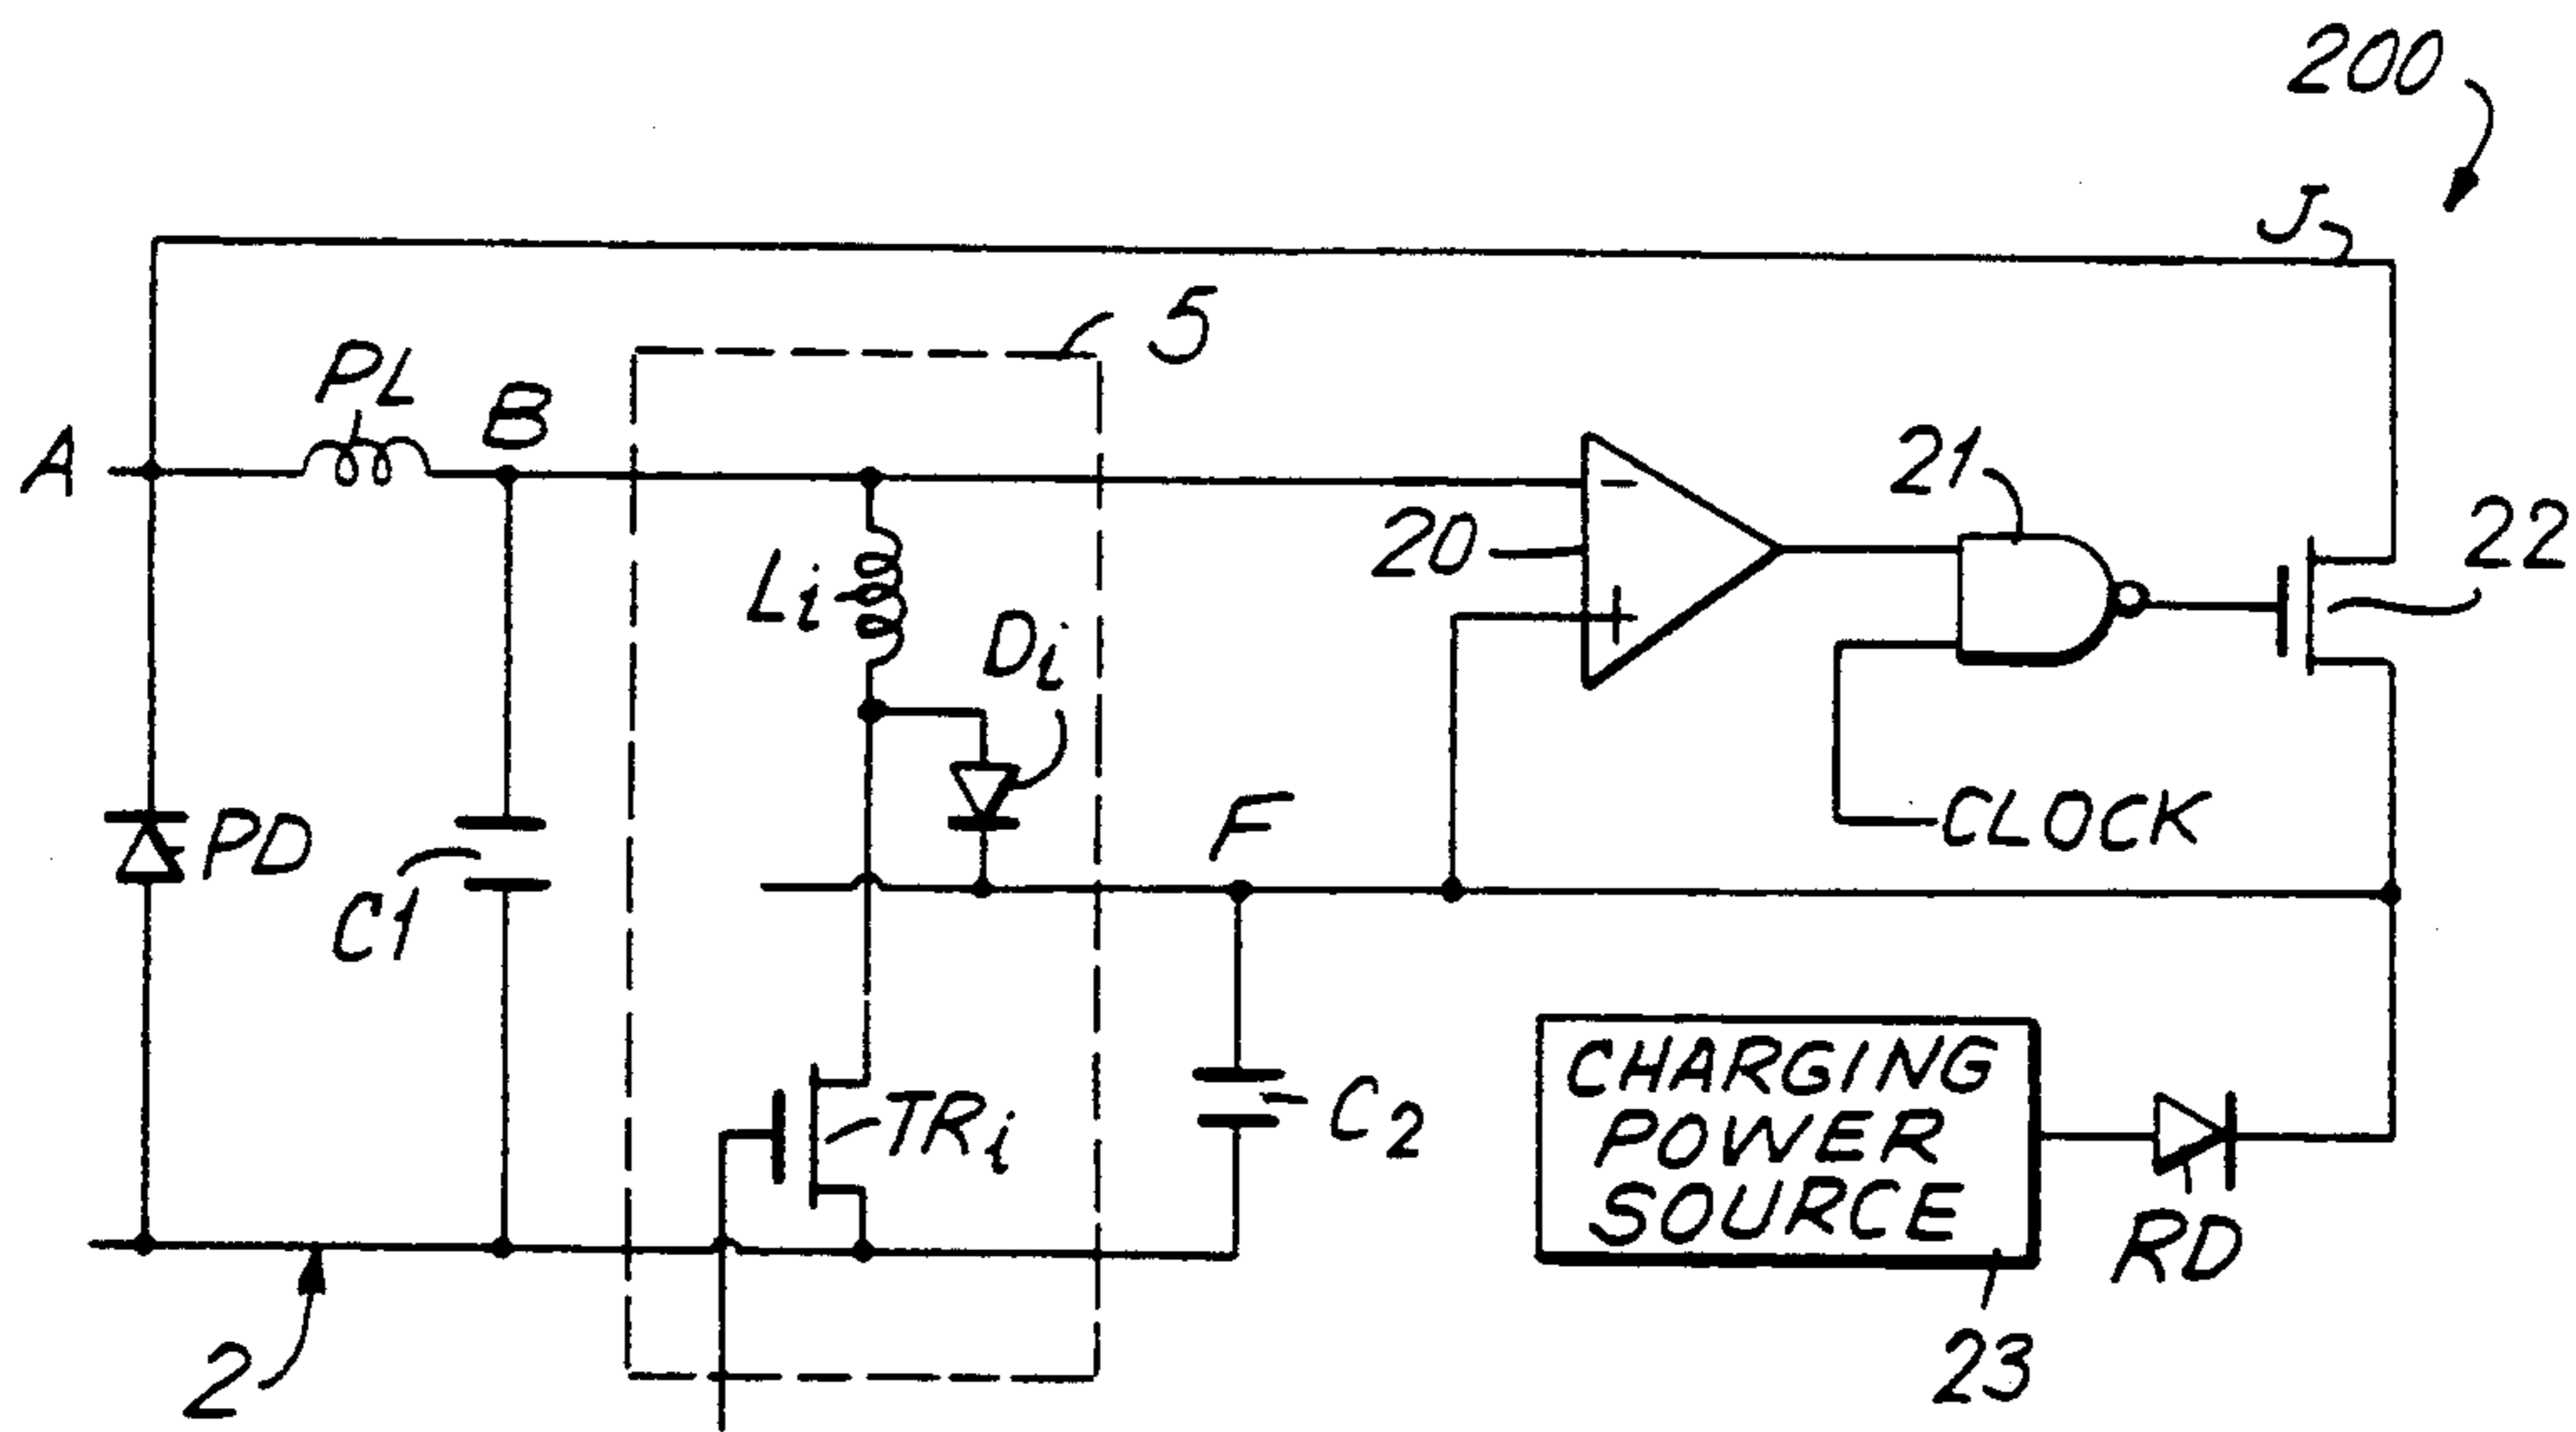 200
J
5
PL
B
A
21
22
20
-
+
Li
Di
CLOCK
F
PD
C1
CHARGING
POWER
SOURCE
C2
TRi
RD
23
2